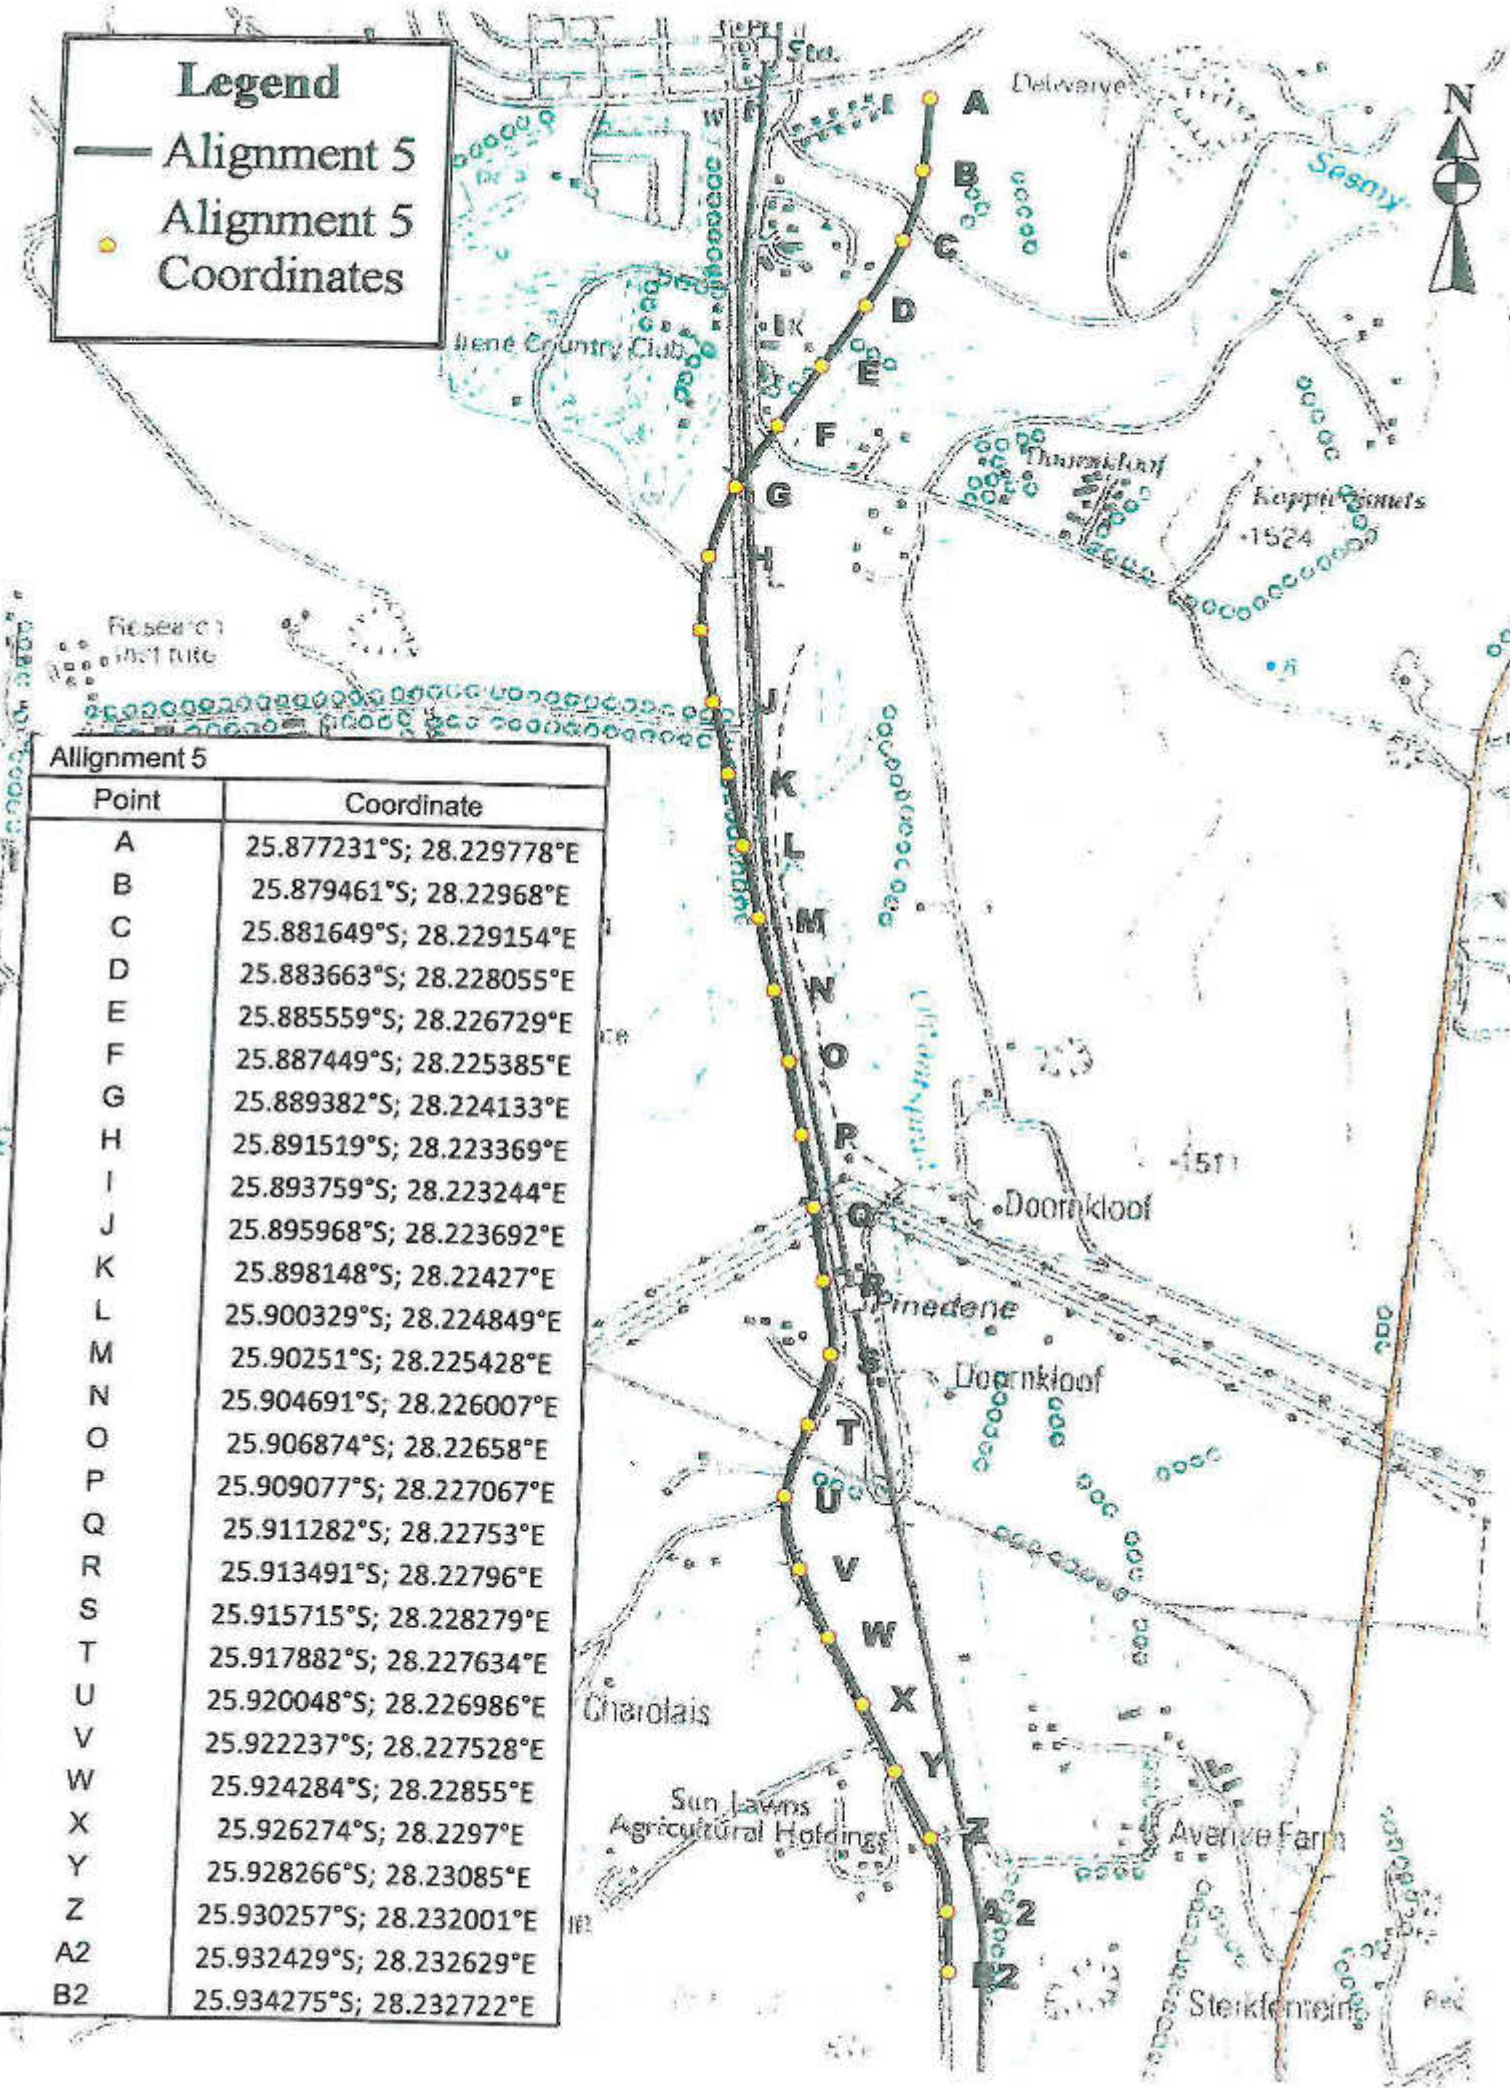 Legend
Alignment 5
Alignment 5
Coordinates
Sta.
A
B
C
D
E
F
G
H
J
K
L
M
N
O
P
Q
R
S
T
U
V
W
X
Y
Z
A2
N
Country Club
Doornkloof
1524
Research
Allignment 5
Point Coordinate
A 25.877231°S; 28.229778°E
B 25.879461°S; 28.22968°E
C 25.881649°S; 28.229154°E
D 25.883663°S; 28.228055°E
E 25.885559°S; 28.226729°E
F 25.887449°S; 28.225385°E
G 25.889382°S; 28.224133°E
H 25.891519°S; 28.223369°E
I 25.893759°S; 28.223244°E
J 25.895968°S; 28.223692°E
K 25.898148°S; 28.22427°E
L 25.900329°S; 28.224849°E
M 25.90251°S; 28.225428°E
N 25.904691°S; 28.226007°E
O 25.906874°S; 28.22658°E
P 25.909077°S; 28.227067°E
Q 25.911282°S; 28.22753°E
R 25.913491°S; 28.22796°E
S 25.915715°S; 28.228279°E
T 25.917882°S; 28.227634°E
U 25.920048°S; 28.226986°E
V 25.922237°S; 28.227528°E
W 25.924284°S; 28.22855°E
X 25.926274°S; 28.2297°E
Y 25.928266°S; 28.23085°E
Z 25.930257°S; 28.232001°E
A2 25.932429°S; 28.232629°E
B2 25.934275°S; 28.232722°E
1511
Doornkloof
Pinedene
Doornkloof
Charolais
Sun Lawns
Agricultural Holdings
Avenue Farm
Sterkfontein